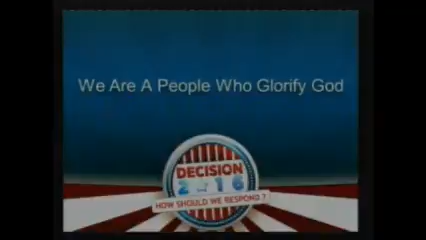 We Are A People Who Glorify God
DECISION
2016
HOW SHOULD WE RESPOND?